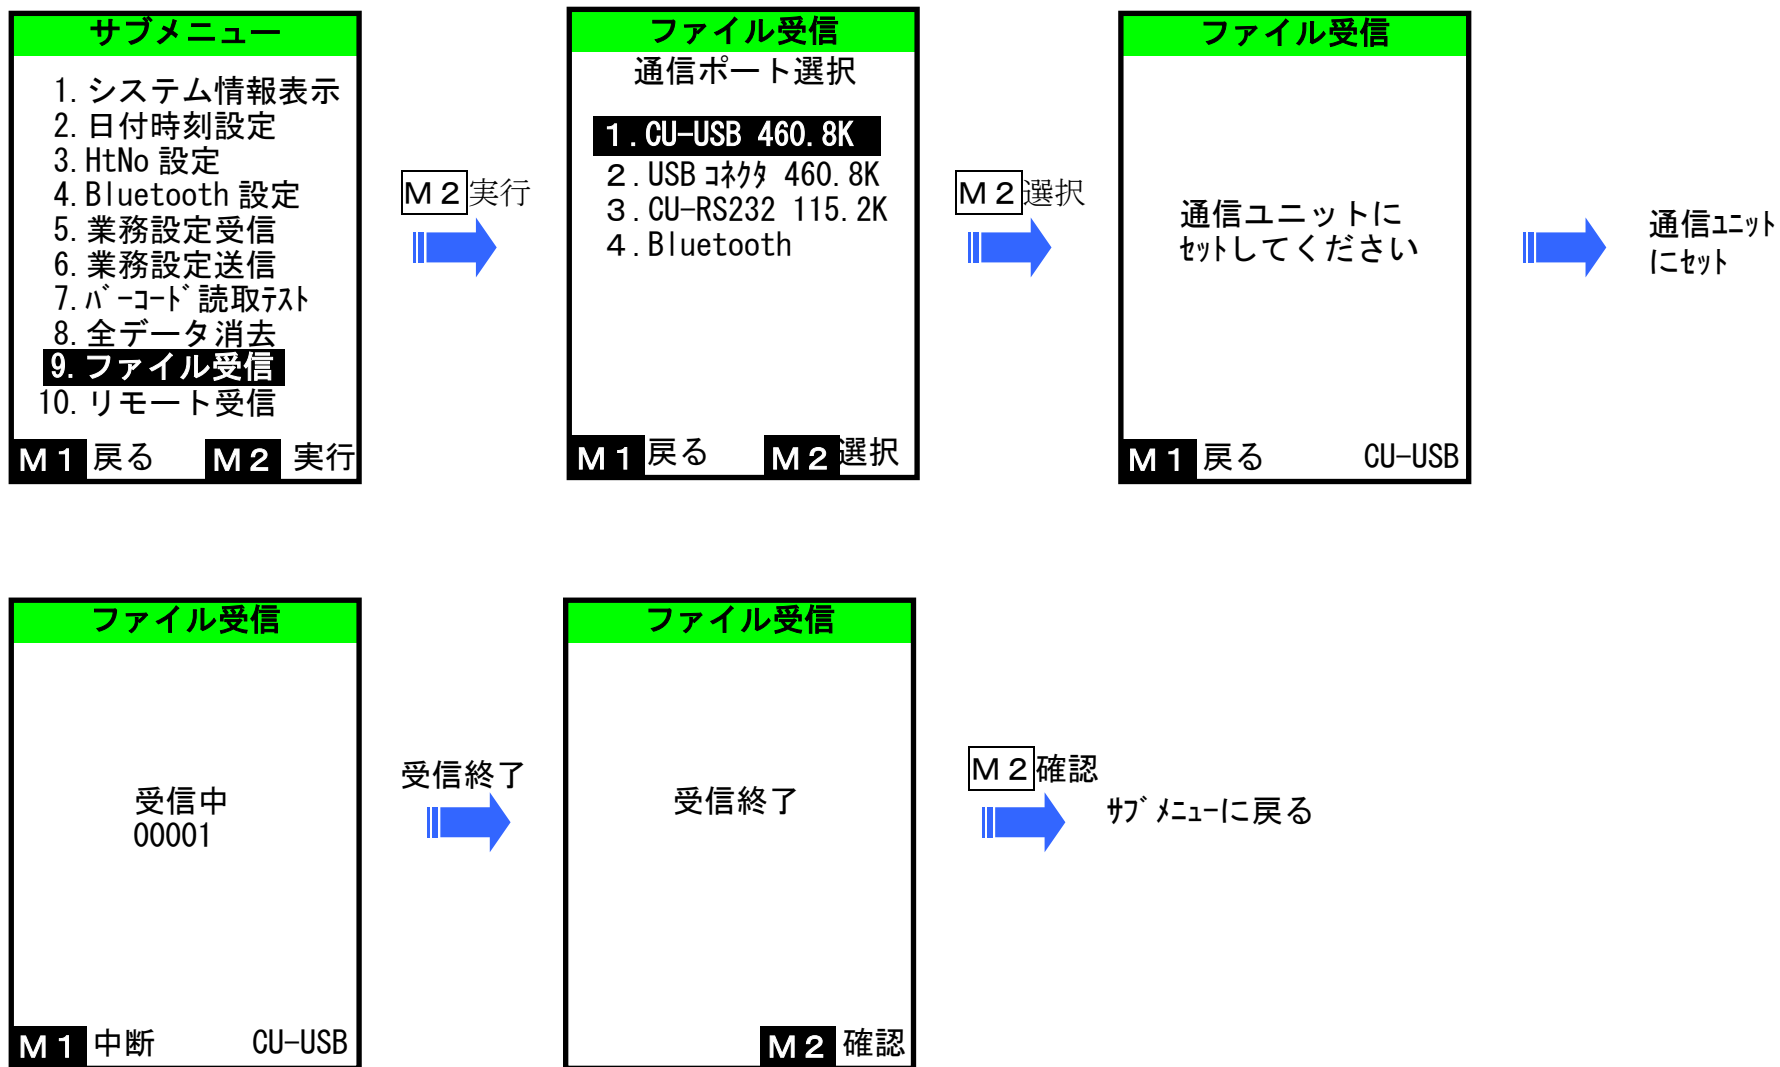 サブメニュー
1. システム情報表示
2. 日付時刻設定
3. HtNo 設定
4. Bluetooth 設定
5. 業務設定受信
6. 業務設定送信
7. ﾊﾞｰｺｰﾄﾞ読取ﾃｽﾄ
8. 全データ消去
9. ファイル受信
10. リモート受信
Ｍ１ 戻る Ｍ２ 実行
Ｍ２実行
ファイル受信
通信ポート選択
１．CU-USB 460.8K
２．USB ｺﾈｸﾀ 460.8K
３．CU-RS232 115.2K
４．Bluetooth
Ｍ１ 戻る Ｍ２ 選択
Ｍ２選択
ファイル受信
通信ユニットに
ｾｯﾄしてください
Ｍ１ 戻る CU-USB
通信ﾕﾆｯﾄ
にｾｯﾄ
ファイル受信
受信中
00001
Ｍ１ 中断 CU-USB
受信終了
ファイル受信
受信終了
Ｍ２ 確認
Ｍ２確認
ｻﾌﾞﾒﾆｭｰに戻る